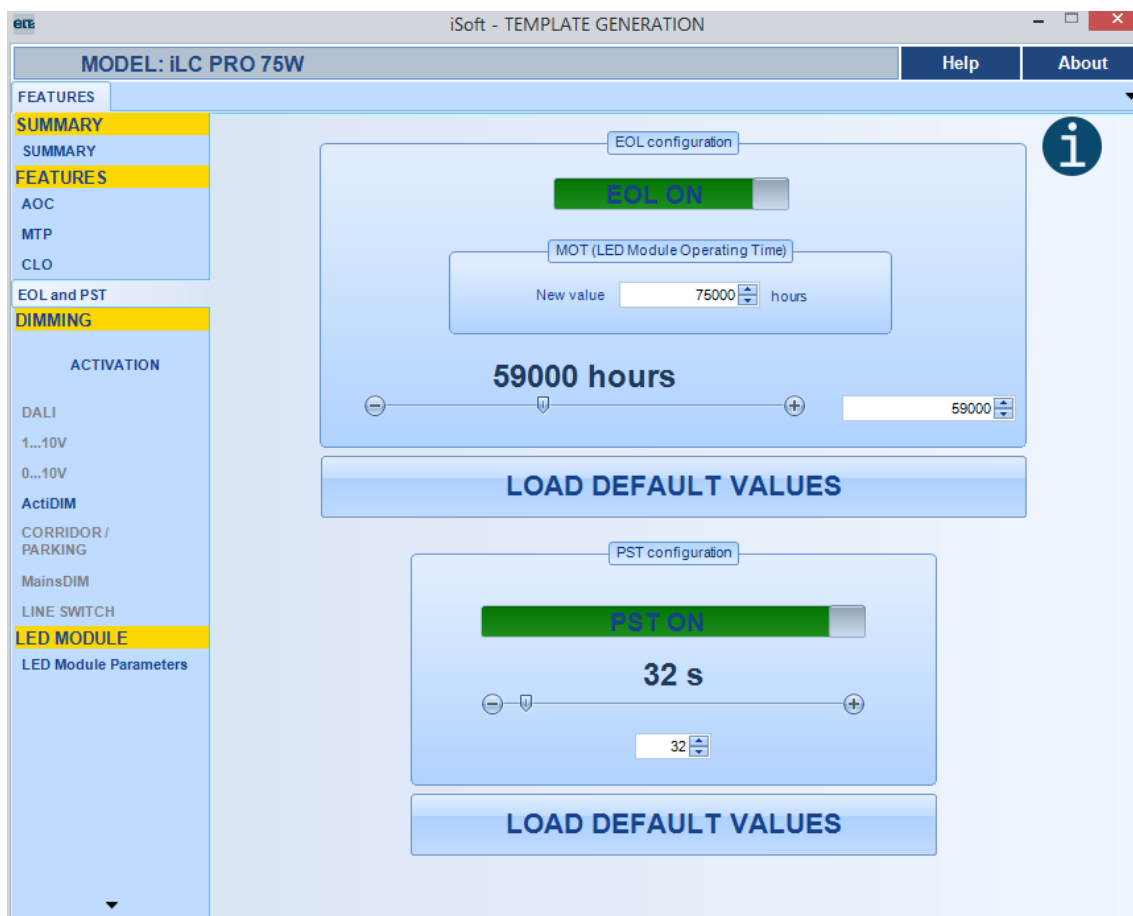 iSoft - TEMPLATE GENERATION
MODEL: iLC PRO 75W
Help
About
FEATURES
SUMMARY
SUMMARY
FEATURES
AOC
MTP
CLO
EOL and PST
DIMMING
ACTIVATION
DALI
1...10V
0...10V
ActiDIM
CORRIDOR /
PARKING
MainsDIM
LINE SWITCH
LED MODULE
LED Module Parameters
EOL configuration
EOL ON
MOT (LED Module Operating Time)
New value 75000 hours
59000 hours
59000
LOAD DEFAULT VALUES
PST configuration
PST ON
32 s
32
LOAD DEFAULT VALUES